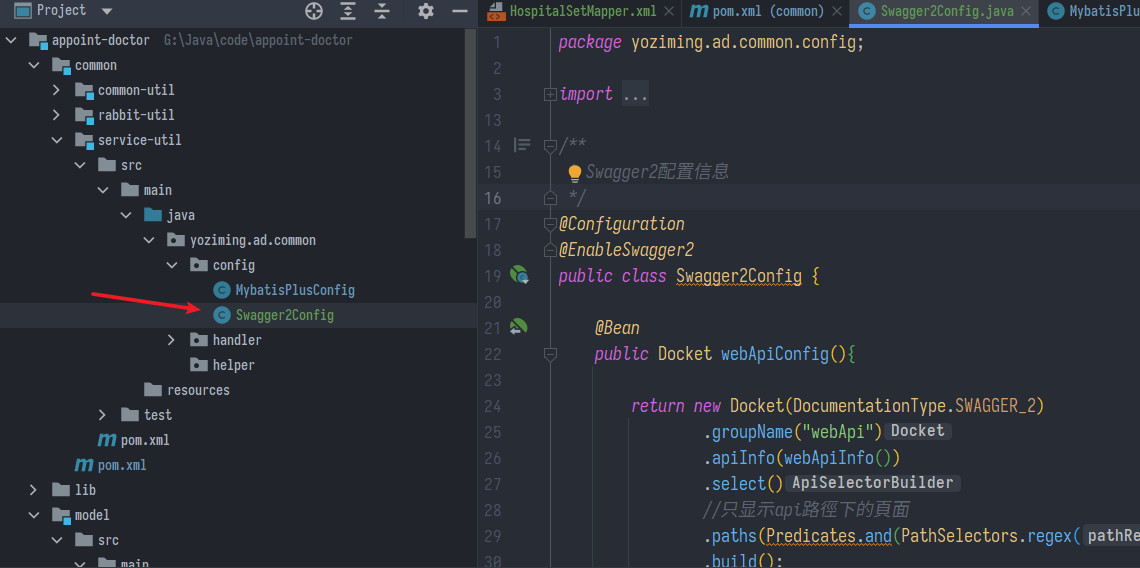 Project
appoint-doctor G:\Java\code\appoint-doctor
common
common-util
rabbit-util
service-util
src
main
java
yoziming.ad.common
config
MybatisPlusConfig
Swagger2Config
handler
helper
resources
test
pom.xml
pom.xml
lib
model
src
main
HospitalSetMapper.xml
pom.xml (common)
Swagger2Config.java
MybatisPlus
1 package yoziming.ad.common.config;
2
3 import ...
13
14 /**
15 Swagger2配置信息
16 */
17 @Configuration
18 @EnableSwagger2
19 public class Swagger2Config {
20
21 @Bean
22 public Docket webApiConfig(){
23
24 return new Docket(DocumentationType.SWAGGER_2)
25 .groupName("webApi") Docket
26 .apiInfo(webApiInfo())
27 .select() ApiSelectorBuilder
28 //只显示api路徑下的頁面
29 .paths(Predicates.and(PathSelectors.regex( pathRe
30 .build();